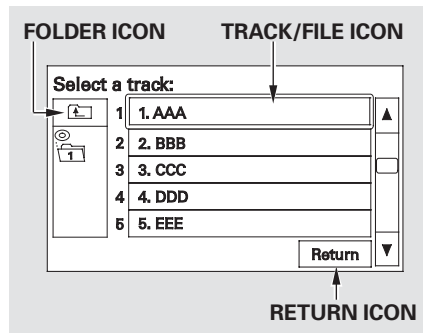 FOLDER ICON TRACK/FILE ICON
Select a track:
1 1. AAA
2 2. BBB
1
3 3. CCC
4 4. DDD
5 5. EEE
Return
RETURN ICON